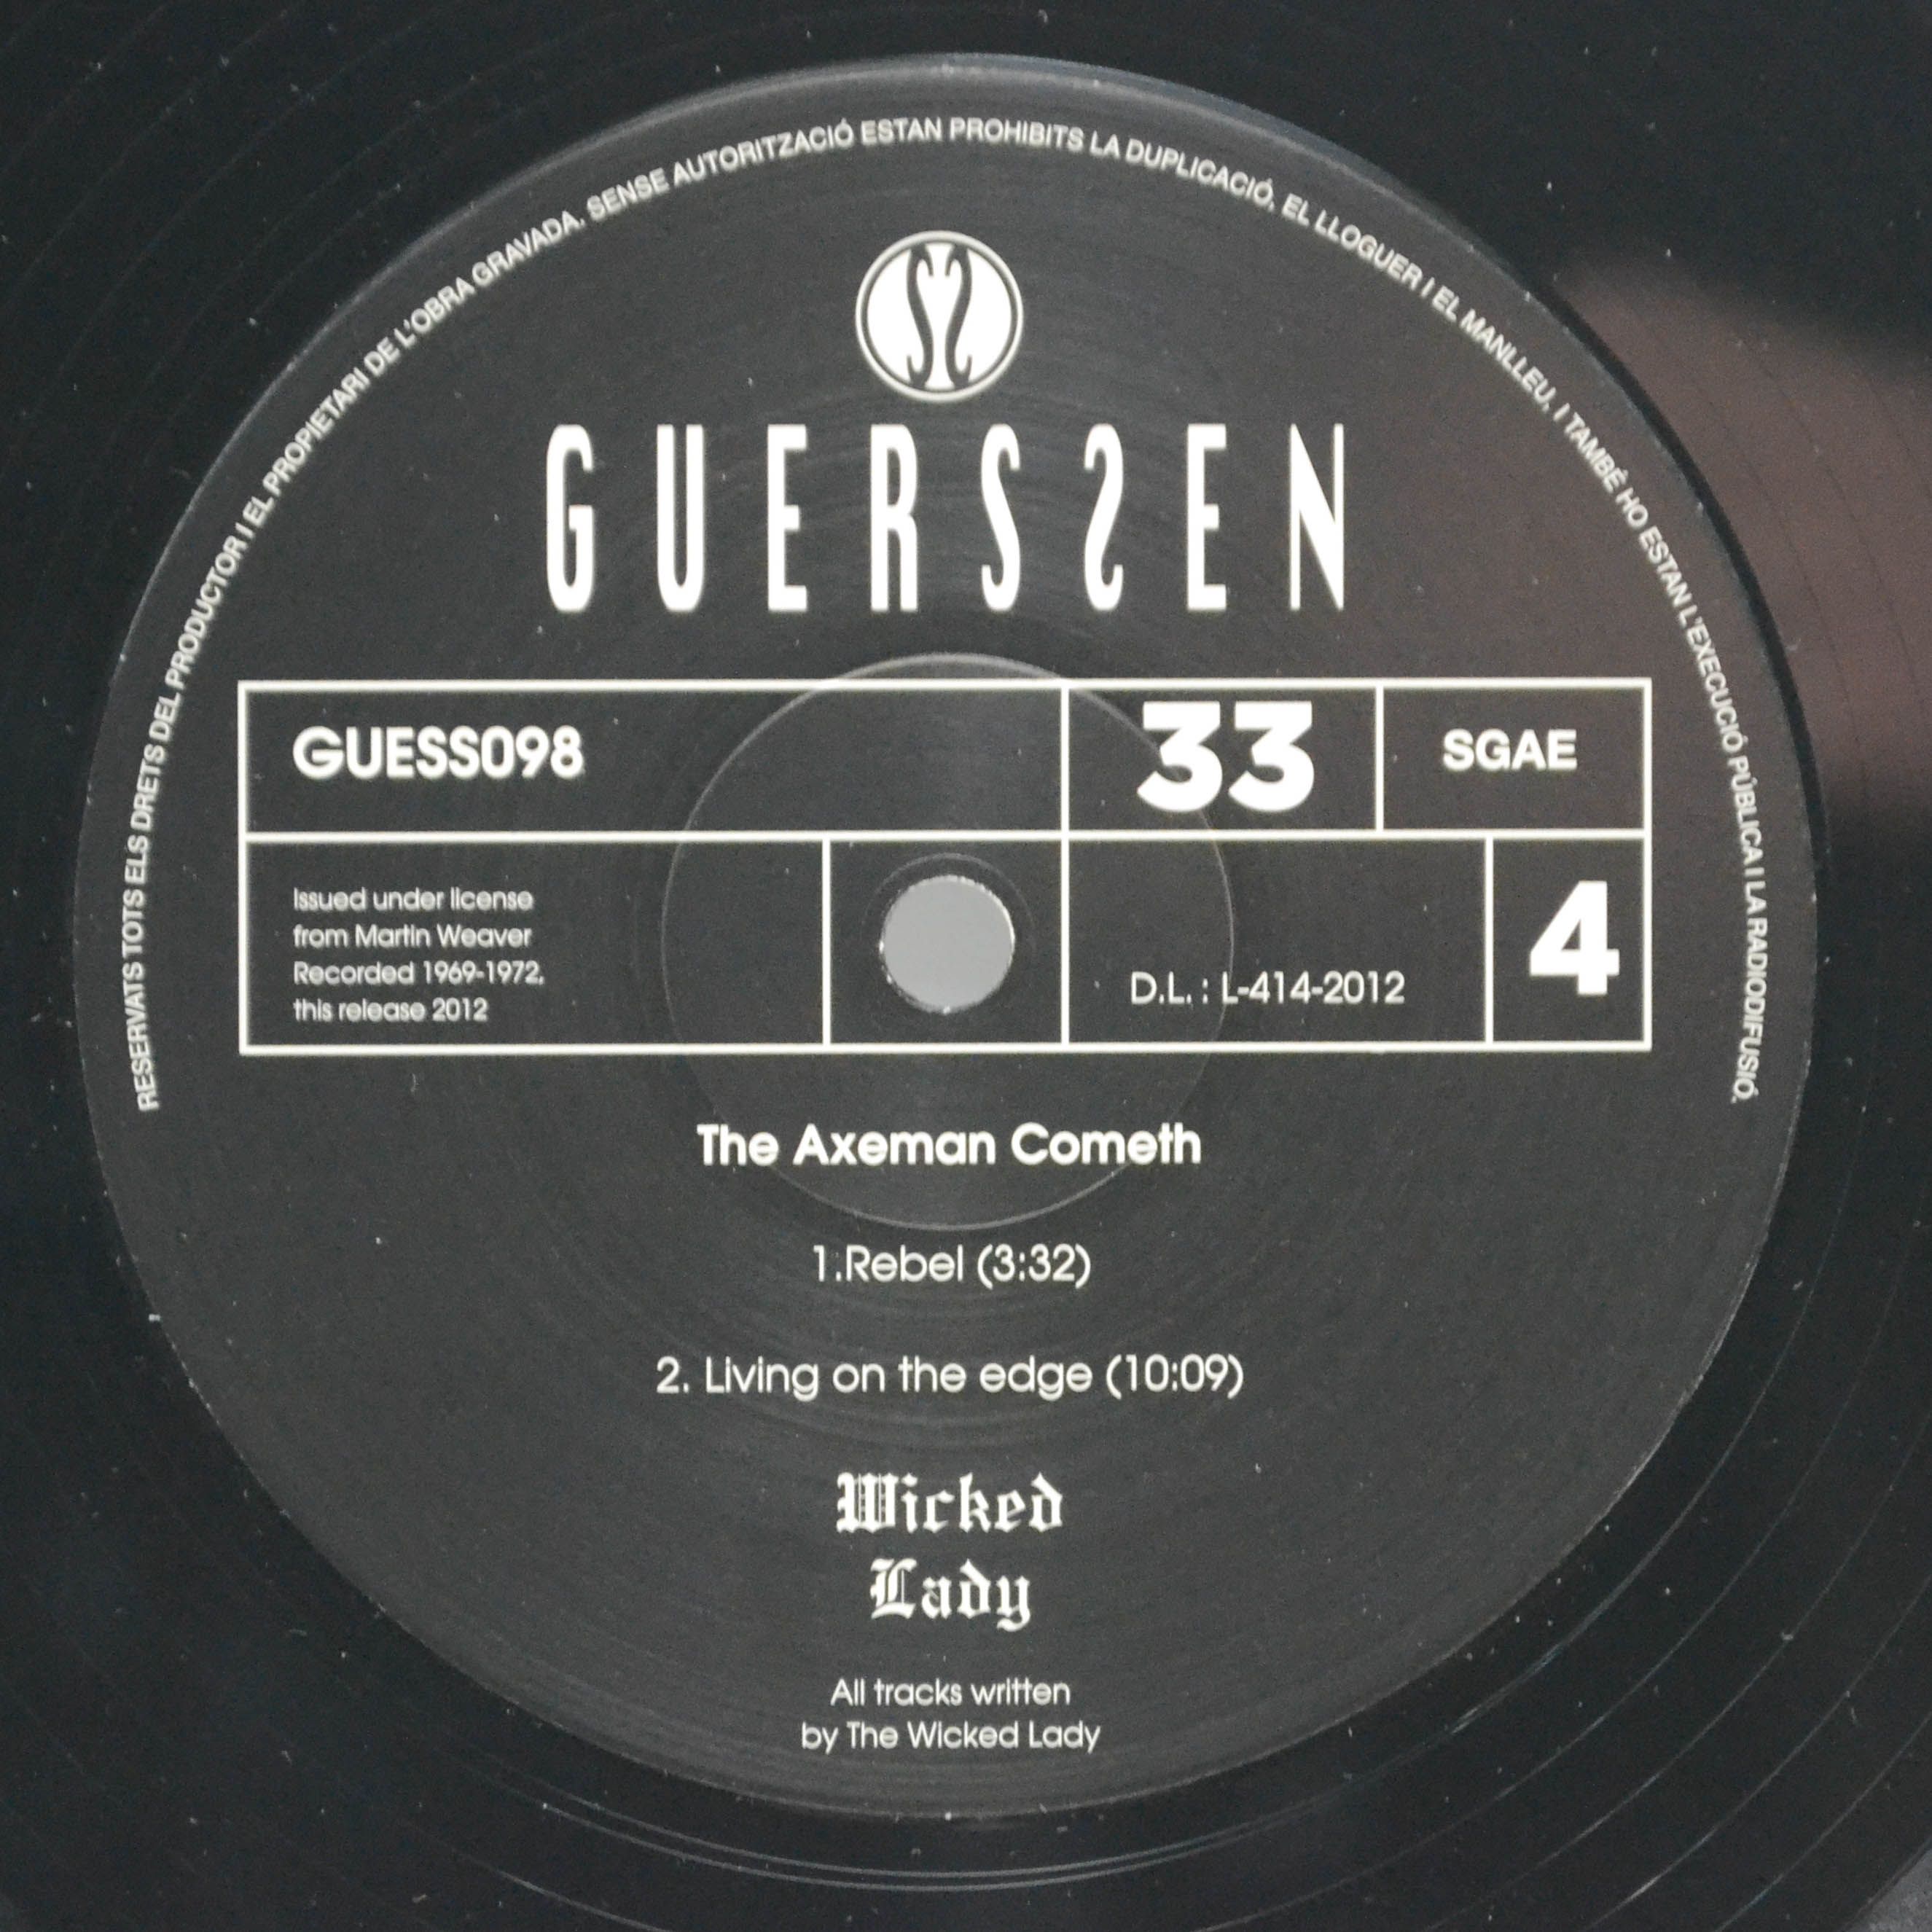 RESERVATS TOTS ELS DRETS DEL PRODUCTOR I EL PROPIETARI DE L'OBRA GRAVADA. SENSE AUTORITZACIÓ ESTAN PROHIBITS LA DUPLICACIÓ, EL LLOGUER I EL MANLLEU, I TAMBÉ HO ESTAN L'EXECUCIÓ PÚBLICA I LA RADIODIFUSIÓ.
GUERSSEN
GUESS098
33
SGAE
Issued under license
from Martin Weaver
Recorded 1969-1972,
this release 2012
D.L. : L-414-2012
4
The Axeman Cometh
1.Rebel (3:32)
2. Living on the edge (10:09)
Wicked
Lady
All tracks written
by The Wicked Lady